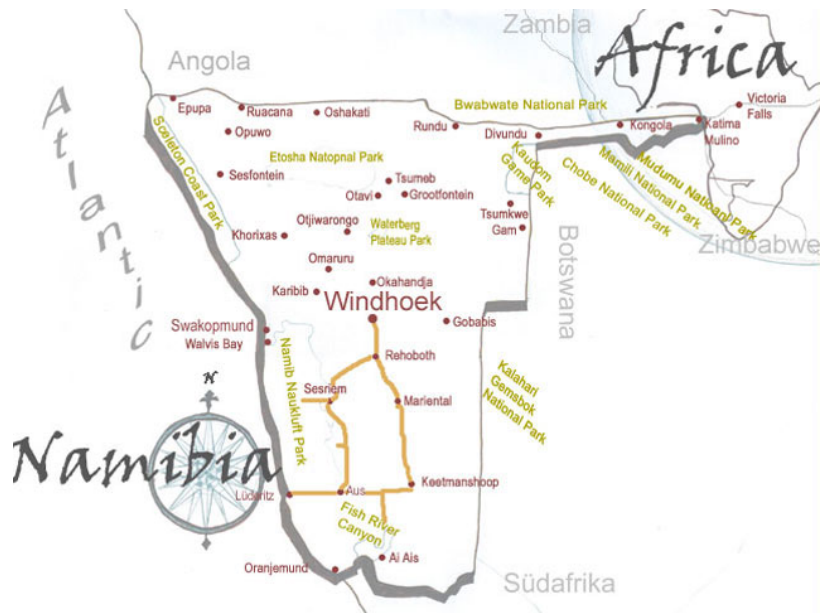 Zambia
Africa
Angola
Atlantic
Epupa
Ruacana
Oshakati
Bwabwate National Park
Victoria
Falls
Rundu
Divundu
Kongola
Katima
Mulino
Opuwo
Sceleton Coast Park
Etosha Natopnal Park
Kaudom
Game Park
Mudumu Natioan Park
Mamili National Park
Chobe National Park
Sesfontein
Tsumeb
Otavi
Grootfontein
Tsumkwe
Gam
Otjiwarongo
Waterberg
Plateau Park
Khorixas
Zimbabwe
Botswana
Omaruru
Okahandja
Karibib
Windhoek
Gobabis
Swakopmund
Walvis Bay
Rehoboth
Namib Naukluft Park
Kalahari
Gemsbok
National Park
N
Sesriem
Mariental
Namibia
Keetmanshoop
Lüderitz
Aus
Fish River
Canyon
Ai Ais
Oranjemund
Südafrika